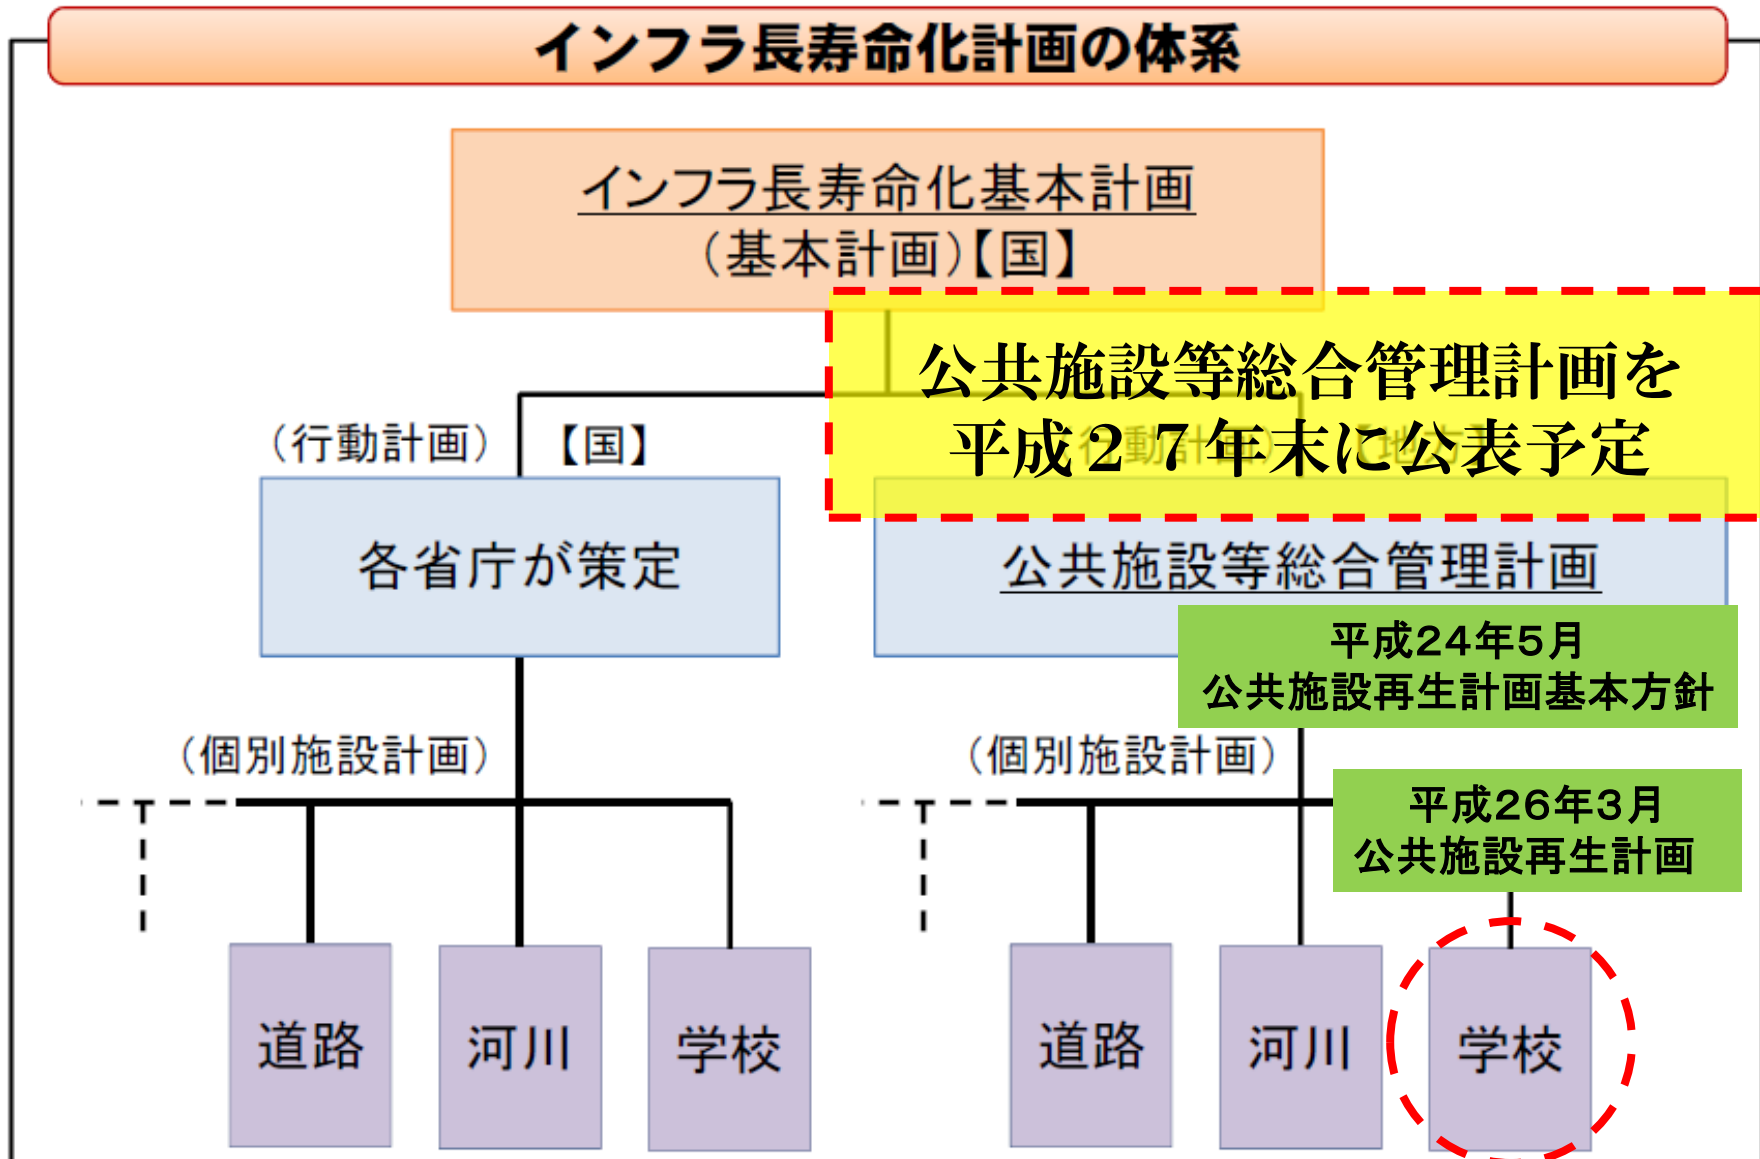 インフラ長寿命化計画の体系
インフラ長寿命化基本計画
（基本計画）【国】
公共施設等総合管理計画を
平成２７年末に公表予定
（行動計画） 【国】
（行動計画） 【地方】
各省庁が策定
公共施設等総合管理計画
平成24年5月
公共施設再生計画基本方針
（個別施設計画）
（個別施設計画）
平成26年3月
公共施設再生計画
道路
河川
学校
道路
河川
学校